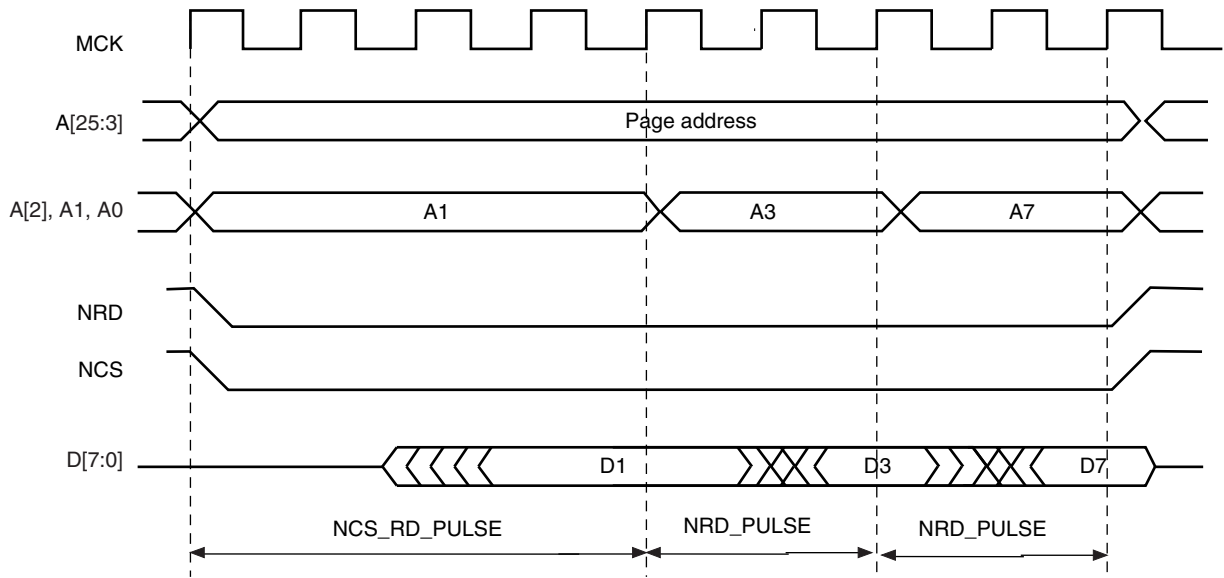 MCK
A[25:3]
Page address
A[2], A1, A0
A1
A3
A7
NRD
NCS
D[7:0]
D1
D3
D7
NCS_RD_PULSE
NRD_PULSE
NRD_PULSE